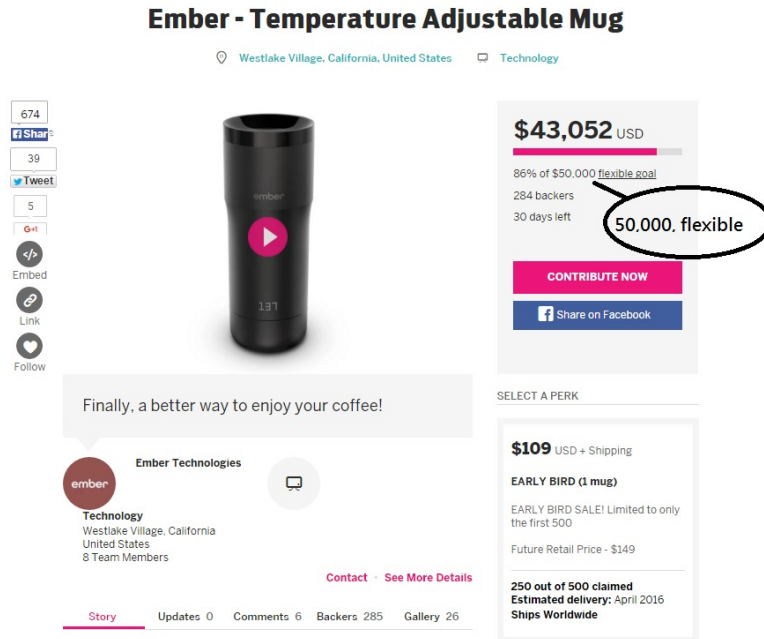 Ember - Temperature Adjustable Mug
Westlake Village, California, United States
Technology
674
f Share
39
Tweet
5
G+1
</>
Embed
Link
Follow
ember
137
$43,052 USD
86% of $50,000 flexible goal
284 backers
30 days left
50,000, flexible
CONTRIBUTE NOW
f Share on Facebook
Finally, a better way to enjoy your coffee!
SELECT A PERK
$109 USD + Shipping
EARLY BIRD (1 mug)
EARLY BIRD SALE! Limited to only
the first 500
Future Retail Price - $149
250 out of 500 claimed
Estimated delivery: April 2016
Ships Worldwide
ember
Ember Technologies
Technology
Westlake Village, California
United States
8 Team Members
Contact · See More Details
Story Updates 0 Comments 6 Backers 285 Gallery 26